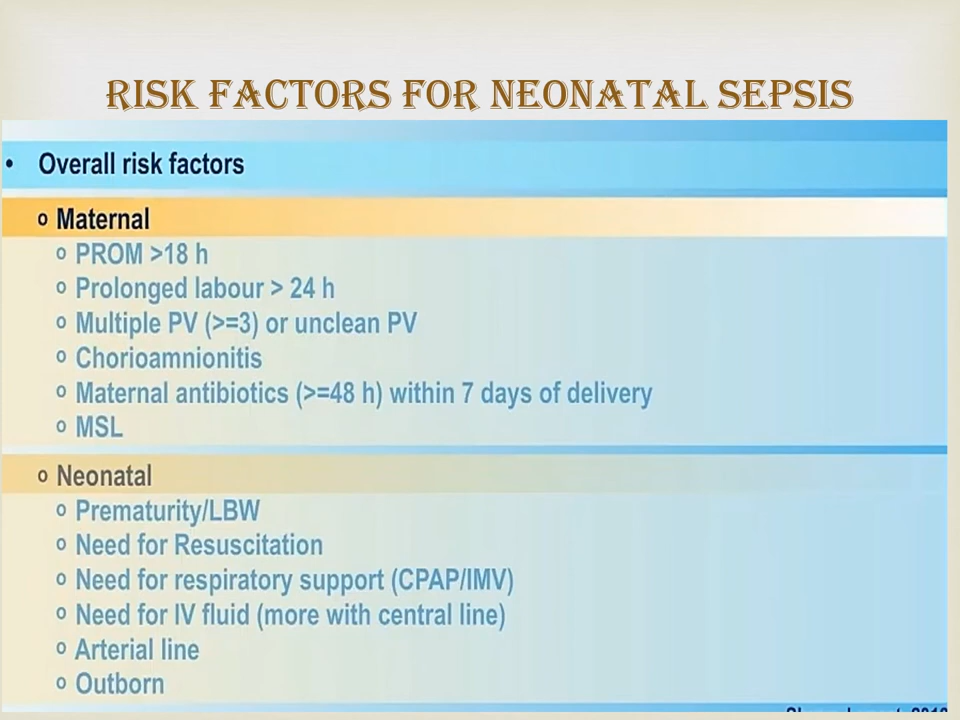 RISK FACTORS FOR NEONATAL SEPSIS
• Overall risk factors
o Maternal
o PROM >18 h
o Prolonged labour > 24 h
o Multiple PV (>=3) or unclean PV
o Chorioamnionitis
o Maternal antibiotics (>=48 h) within 7 days of delivery
o MSL
o Neonatal
o Prematurity/LBW
o Need for Resuscitation
o Need for respiratory support (CPAP/IMV)
o Need for IV fluid (more with central line)
o Arterial line
o Outborn